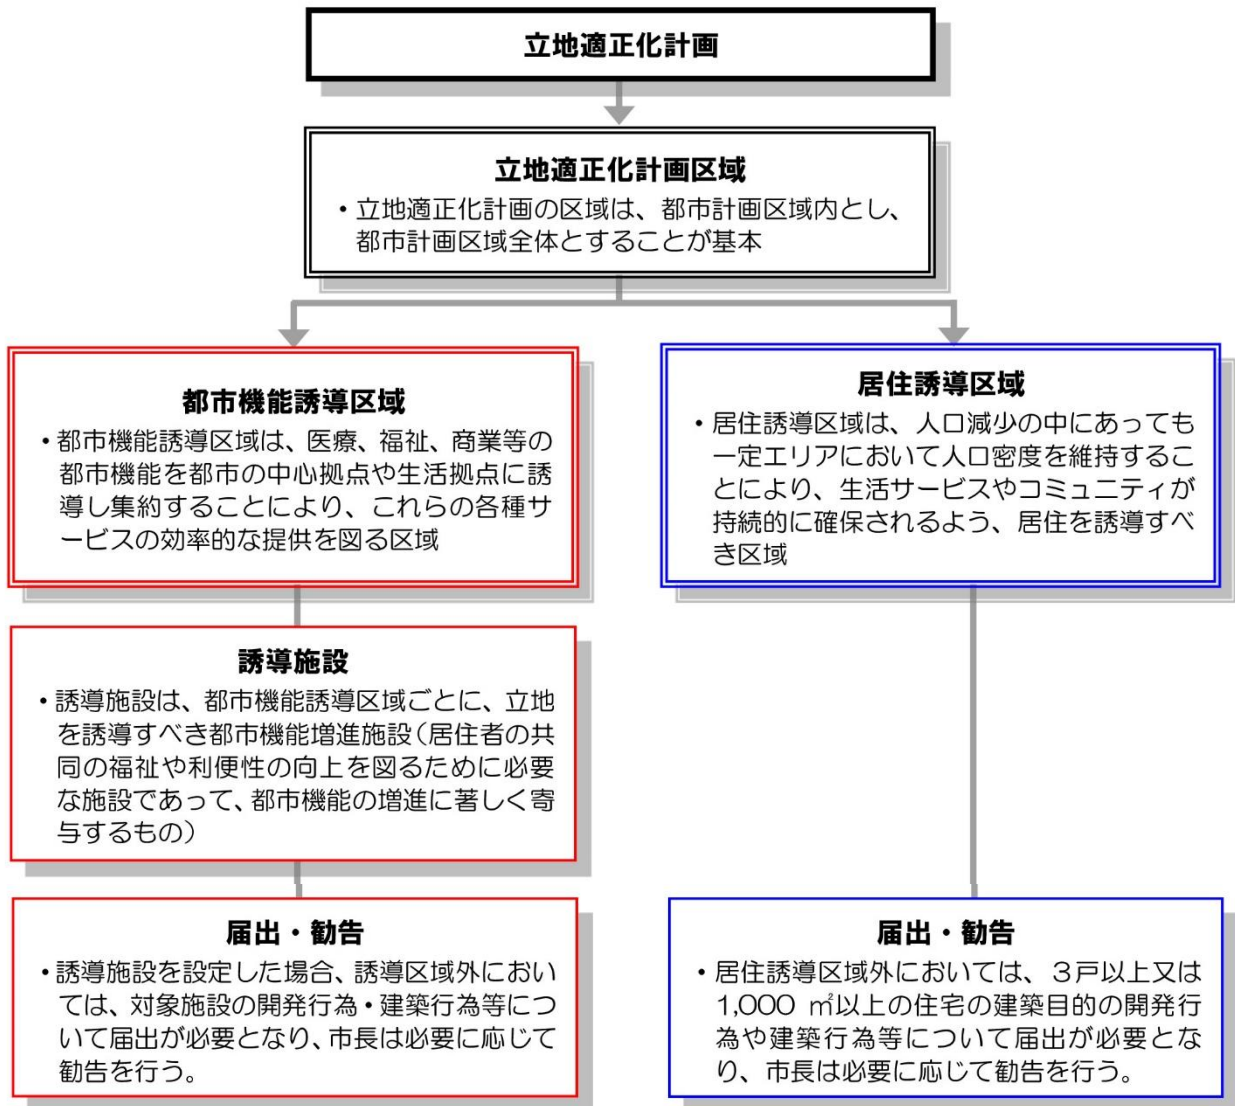 立地適正化計画
立地適正化計画区域
・立地適正化計画の区域は、都市計画区域内とし、
都市計画区域全体とすることが基本
都市機能誘導区域
・都市機能誘導区域は、医療、福祉、商業等の
都市機能を都市の中心拠点や生活拠点に誘
導し集約することにより、これらの各種サ
ービスの効率的な提供を図る区域
居住誘導区域
・居住誘導区域は、人口減少の中にあっても
一定エリアにおいて人口密度を維持するこ
とにより、生活サービスやコミュニティが
持続的に確保されるよう、居住を誘導すべ
き区域
誘導施設
・誘導施設は、都市機能誘導区域ごとに、立地
を誘導すべき都市機能増進施設（居住者の共
同の福祉や利便性の向上を図るために必要
な施設であって、都市機能の増進に著しく寄
与するもの）
届出・勧告
・誘導施設を設定した場合、誘導区域外におい
ては、対象施設の開発行為・建築行為等につ
いて届出が必要となり、市長は必要に応じて
勧告を行う。
届出・勧告
・居住誘導区域外においては、３戸以上又は
1,000 ㎡以上の住宅の建築目的の開発行
為や建築行為等について届出が必要とな
り、市長は必要に応じて勧告を行う。